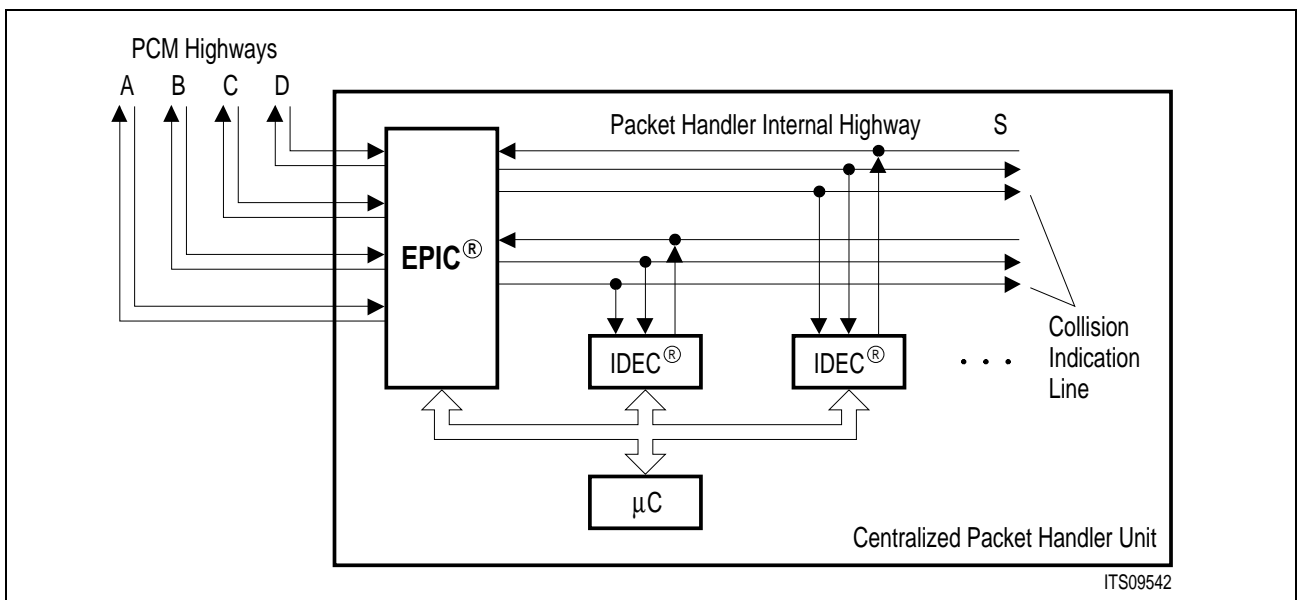 PCM Highways
A B C D
Packet Handler Internal Highway S
EPIC®
IDEC® IDEC® . . .
Collision
Indication
Line
µC
Centralized Packet Handler Unit
ITS09542